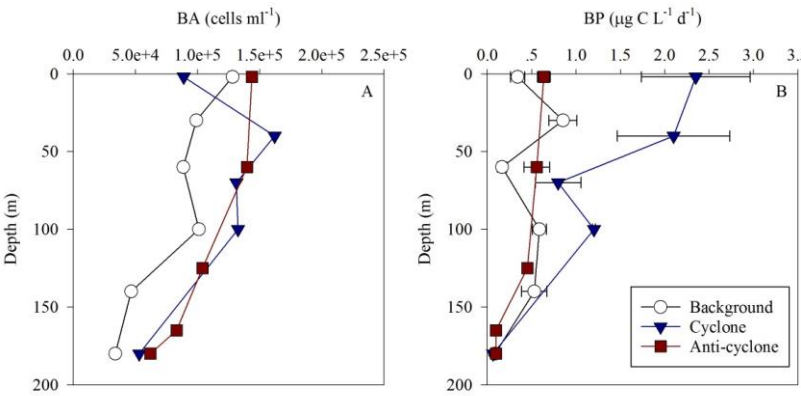 BA (cells ml⁻¹)
0.0 5.0e+4 1.0e+5 1.5e+5 2.0e+5 2.5e+5
0
50
100
150
200
Depth (m)
A
BP (µg C L⁻¹ d⁻¹)
0.0 .5 1.0 1.5 2.0 2.5 3.0 3.5
0
50
100
150
200
Depth (m)
B
Background
Cyclone
Anti-cyclone